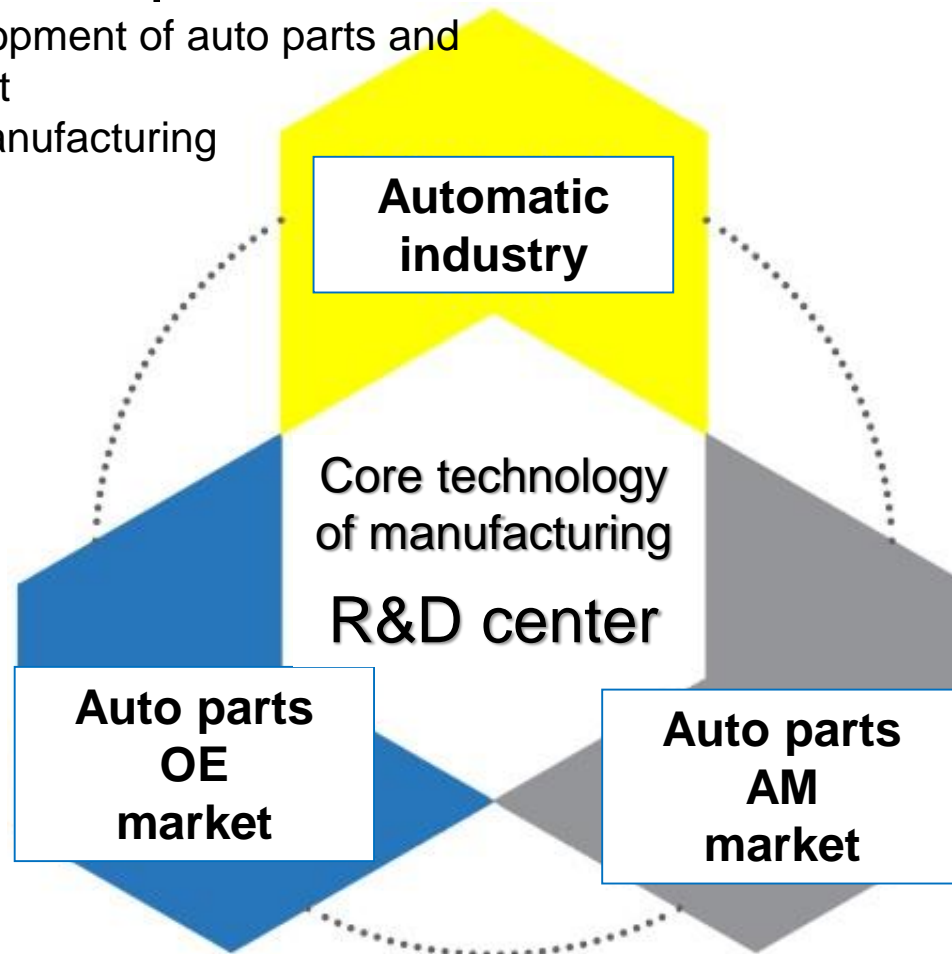 opment of auto parts and
t
anufacturing
Automatic
industry
Core technology
of manufacturing
R&D center
Auto parts
OE
market
Auto parts
AM
market